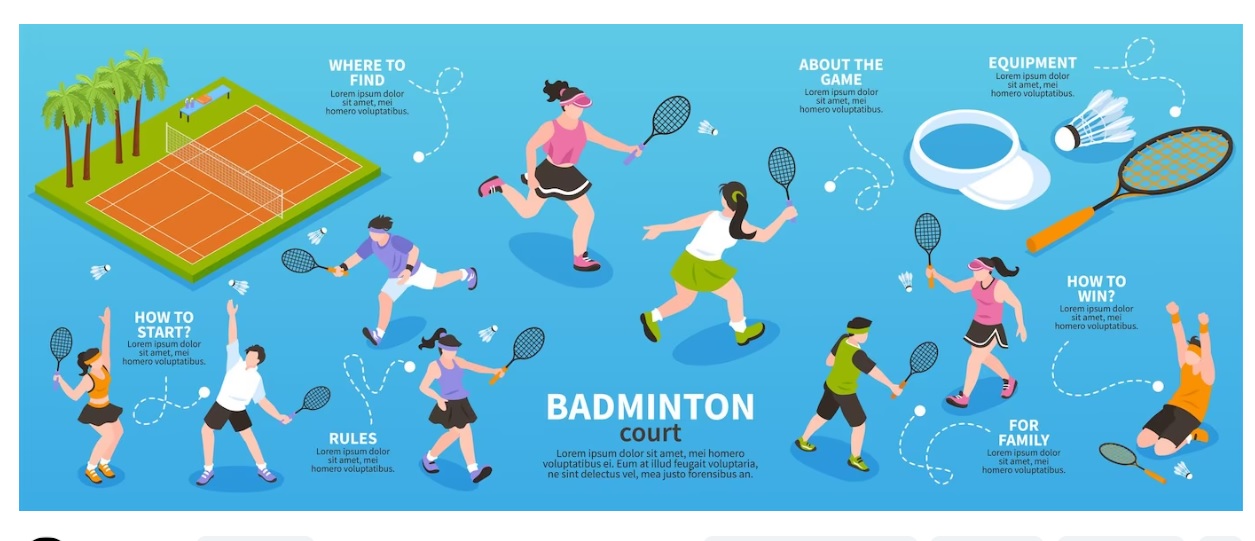 WHERE TO
FIND
Lorem ipsum dolor
sit amet, mei
homero voluptatibus.
ABOUT THE
GAME
Lorem ipsum dolor
sit amet, mei
homero voluptatibus.
EQUIPMENT
Lorem ipsum dolor
sit amet, mei
homero voluptatibus.
HOW TO
START?
Lorem ipsum dolor
sit amet, mei
homero voluptatibus.
HOW TO
WIN?
Lorem ipsum dolor
sit amet, mei
homero voluptatibus.
RULES
Lorem ipsum dolor
sit amet, mei
homero voluptatibus.
BADMINTON
court
Lorem ipsum dolor sit amet, mei homero
voluptatibus ei. Eum at illud feugait voluptaria,
ne sint delectus vel, mea justo forensibus an.
FOR
FAMILY
Lorem ipsum dolor
sit amet, mei
homero voluptatibus.